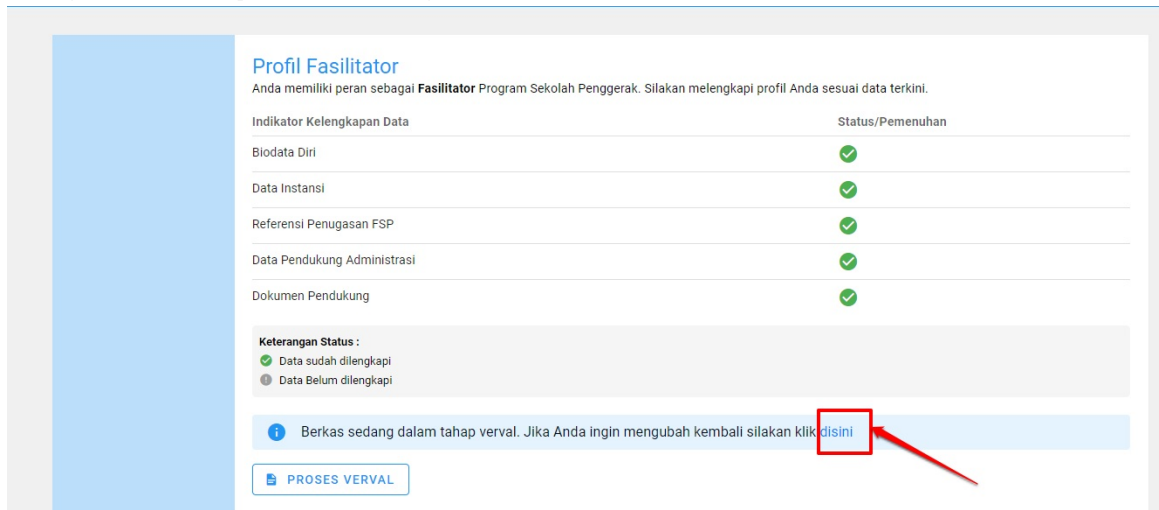 Profil Fasilitator
Anda memiliki peran sebagai Fasilitator Program Sekolah Penggerak. Silakan melengkapi profil Anda sesuai data terkini.
Indikator Kelengkapan Data Status/Pemenuhan
Biodata Diri
Data Instansi
Referensi Penugasan FSP
Data Pendukung Administrasi
Dokumen Pendukung
Keterangan Status :
Data sudah dilengkapi
Data Belum dilengkapi
Berkas sedang dalam tahap verval. Jika Anda ingin mengubah kembali silakan klik disini
PROSES VERVAL